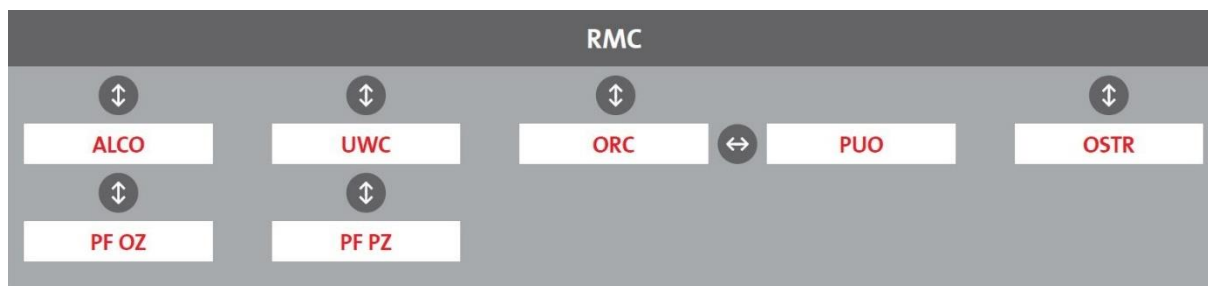 RMC
ALCO
UWC
ORC
PUO
OSTR
PF OZ
PF PZ